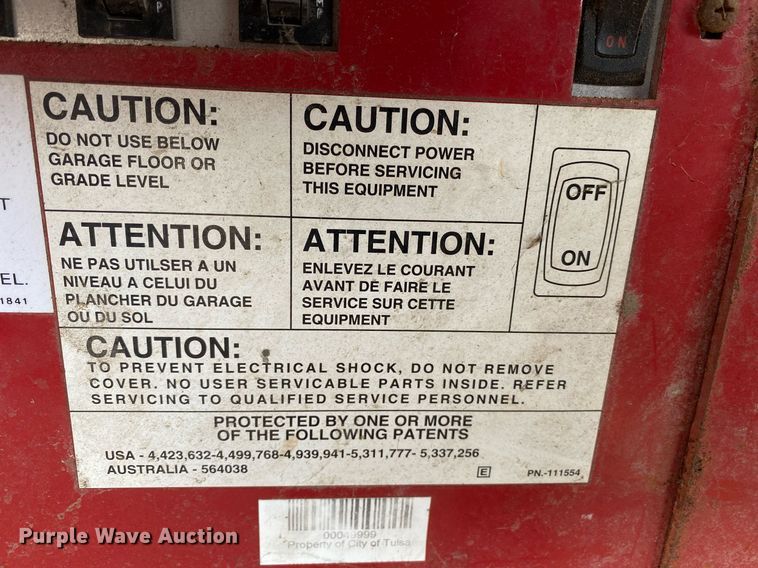 P
MP
ON
T
EL.
1841
CAUTION:
DO NOT USE BELOW
GARAGE FLOOR OR
GRADE LEVEL
CAUTION:
DISCONNECT POWER
BEFORE SERVICING
THIS EQUIPMENT
OFF
ON
ATTENTION:
NE PAS UTILSER A UN
NIVEAU A CELUI DU
PLANCHER DU GARAGE
OU DU SOL
ATTENTION:
ENLEVEZ LE COURANT
AVANT DE FAIRE LE
SERVICE SUR CETTE
EQUIPMENT
CAUTION:
TO PREVENT ELECTRICAL SHOCK, DO NOT REMOVE
COVER. NO USER SERVICABLE PARTS INSIDE. REFER
SERVICING TO QUALIFIED SERVICE PERSONNEL.
PROTECTED BY ONE OR MORE
OF THE FOLLOWING PATENTS
USA - 4,423,632-4,499,768-4,939,941-5,311,777- 5,337,256
AUSTRALIA - 564038
E
PN.-111554
00049999
Property of City of Tulsa
Purple Wave Auction